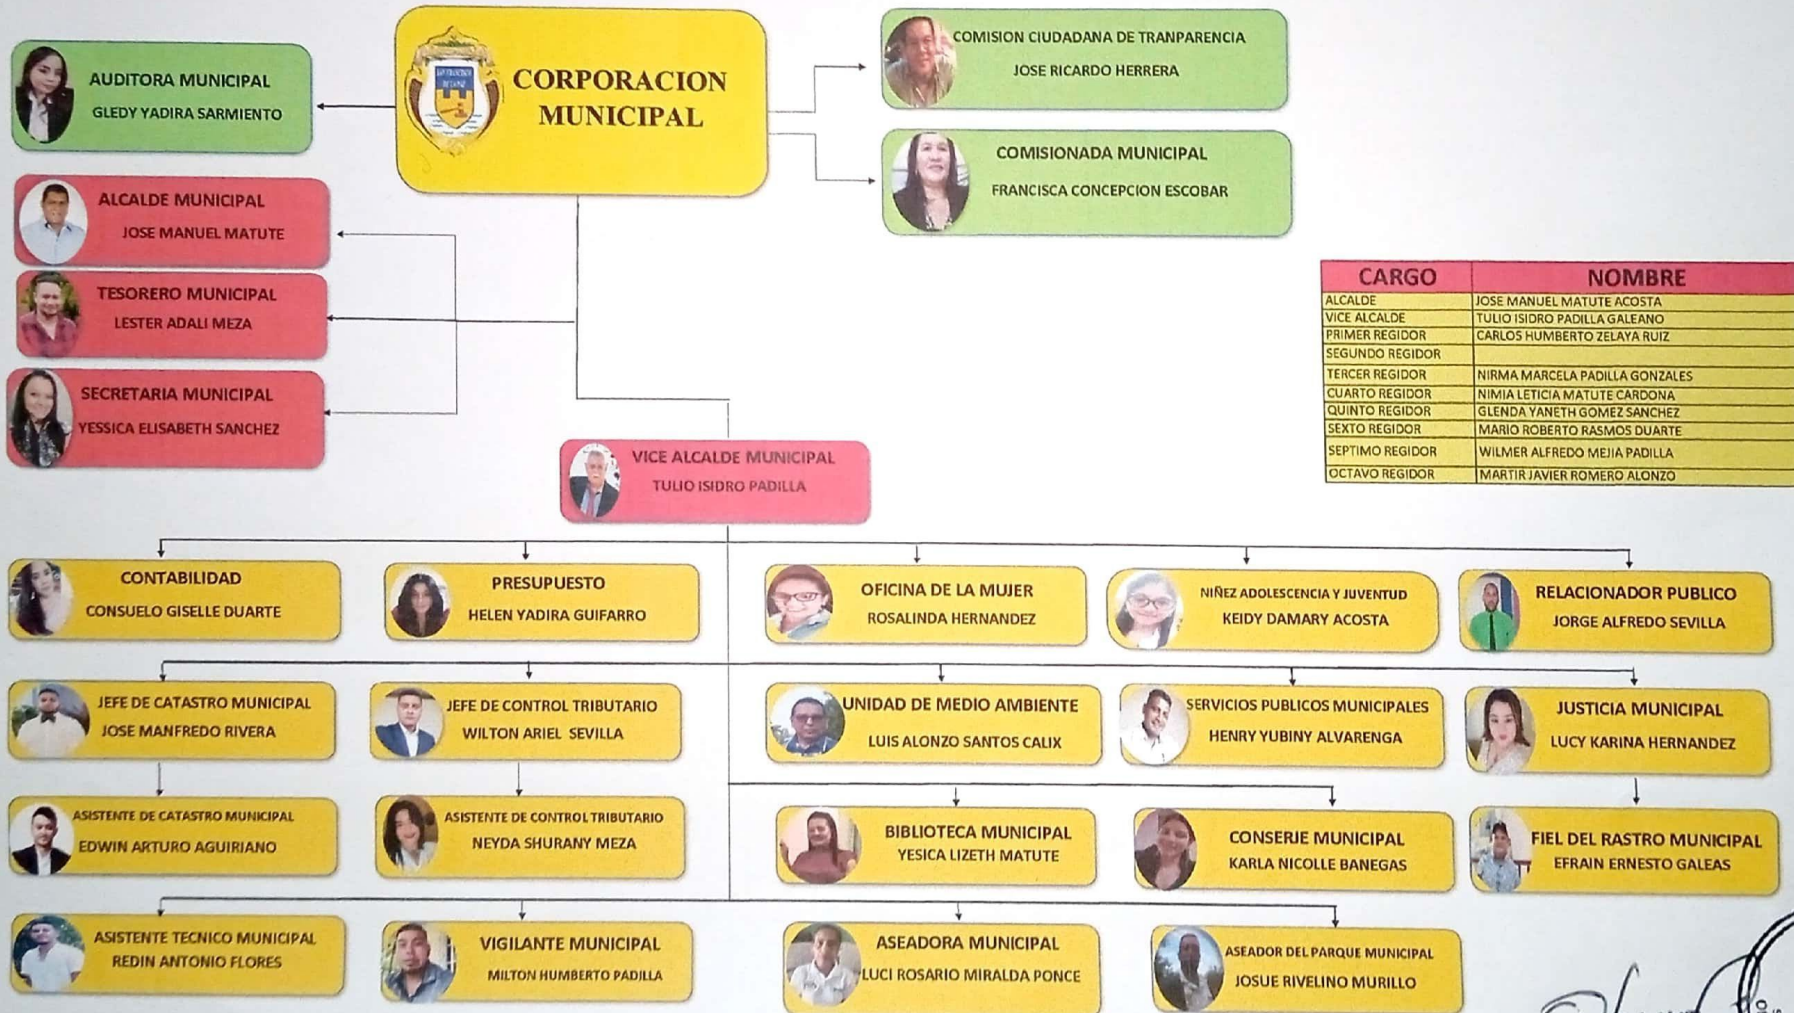 CORPORACION
MUNICIPAL
SAN FRANCISCO
DE LA PAZ
AUDITORA MUNICIPAL
GLEDY YADIRA SARMIENTO
COMISION CIUDADANA DE TRANPARENCIA
JOSE RICARDO HERRERA
COMISIONADA MUNICIPAL
FRANCISCA CONCEPCION ESCOBAR
ALCALDE MUNICIPAL
JOSE MANUEL MATUTE
TESORERO MUNICIPAL
LESTER ADALI MEZA
SECRETARIA MUNICIPAL
YESSICA ELISABETH SANCHEZ
CARGO NOMBRE
ALCALDE JOSE MANUEL MATUTE ACOSTA
VICE ALCALDE TULIO ISIDRO PADILLA GALEANO
PRIMER REGIDOR CARLOS HUMBERTO ZELAYA RUIZ
SEGUNDO REGIDOR
TERCER REGIDOR NIRMA MARCELA PADILLA GONZALES
CUARTO REGIDOR NIMIA LETICIA MATUTE CARDONA
QUINTO REGIDOR GLENDA YANETH GOMEZ SANCHEZ
SEXTO REGIDOR MARIO ROBERTO RASMOS DUARTE
SEPTIMO REGIDOR WILMER ALFREDO MEJIA PADILLA
OCTAVO REGIDOR MARTIR JAVIER ROMERO ALONZO
VICE ALCALDE MUNICIPAL
TULIO ISIDRO PADILLA
CONTABILIDAD
CONSUELO GISELLE DUARTE
PRESUPUESTO
HELEN YADIRA GUIFARRO
OFICINA DE LA MUJER
ROSALINDA HERNANDEZ
NIÑEZ ADOLESCENCIA Y JUVENTUD
KEIDY DAMARY ACOSTA
RELACIONADOR PUBLICO
JORGE ALFREDO SEVILLA
JEFE DE CATASTRO MUNICIPAL
JOSE MANFREDO RIVERA
JEFE DE CONTROL TRIBUTARIO
WILTON ARIEL SEVILLA
UNIDAD DE MEDIO AMBIENTE
LUIS ALONZO SANTOS CALIX
SERVICIOS PUBLICOS MUNICIPALES
HENRY YUBINY ALVARENGA
JUSTICIA MUNICIPAL
LUCY KARINA HERNANDEZ
ASISTENTE DE CATASTRO MUNICIPAL
EDWIN ARTURO AGUIRIANO
ASISTENTE DE CONTROL TRIBUTARIO
NEYDA SHURANY MEZA
BIBLIOTECA MUNICIPAL
YESICA LIZETH MATUTE
CONSERJE MUNICIPAL
KARLA NICOLLE BANEGAS
FIEL DEL RASTRO MUNICIPAL
EFRAIN ERNESTO GALEAS
ASISTENTE TECNICO MUNICIPAL
REDIN ANTONIO FLORES
VIGILANTE MUNICIPAL
MILTON HUMBERTO PADILLA
ASEADORA MUNICIPAL
LUCI ROSARIO MIRALDA PONCE
ASEADOR DEL PARQUE MUNICIPAL
JOSUE RIVELINO MURILLO